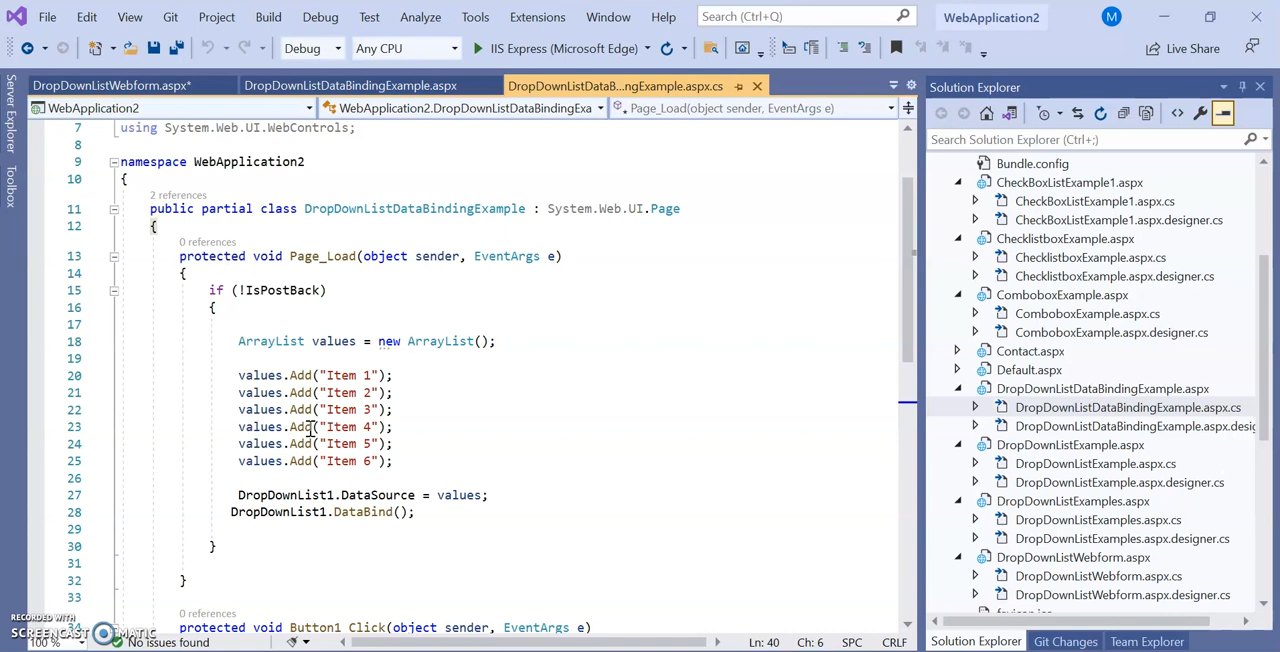 File Edit View Git Project Build Debug Test Analyze Tools Extensions Window Help Search (Ctrl+Q) WebApplication2 M
Debug Any CPU IIS Express (Microsoft Edge) Live Share
DropDownListWebform.aspx* DropDownListDataBindingExample.aspx DropDownListDataB...ngExample.aspx.cs
WebApplication2 WebApplication2.DropDownListDataBindingExa Page_Load(object sender, EventArgs e)
Server Explorer
Toolbox
7 using System.Web.UI.WebControls;
8
9 namespace WebApplication2
10 {
2 references
11 public partial class DropDownListDataBindingExample : System.Web.UI.Page
12 {
0 references
13 protected void Page_Load(object sender, EventArgs e)
14 {
15 if (!IsPostBack)
16 {
17
18 ArrayList values = new ArrayList();
19
20 values.Add("Item 1");
21 values.Add("Item 2");
22 values.Add("Item 3");
23 values.Add("Item 4");
24 values.Add("Item 5");
25 values.Add("Item 6");
26
27 DropDownList1.DataSource = values;
28 DropDownList1.DataBind();
29
30 }
31
32 }
33
0 references
34 protected void Button1_Click(object sender, EventArgs e)
100 % No issues found Ln: 40 Ch: 6 SPC CRLF
RECORDED WITH
SCREENCAST MATIC
Solution Explorer
Search Solution Explorer (Ctrl+;)
Bundle.config
CheckBoxListExample1.aspx
CheckBoxListExample1.aspx.cs
CheckBoxListExample1.aspx.designer.cs
ChecklistboxExample.aspx
ChecklistboxExample.aspx.cs
ChecklistboxExample.aspx.designer.cs
ComboboxExample.aspx
ComboboxExample.aspx.cs
ComboboxExample.aspx.designer.cs
Contact.aspx
Default.aspx
DropDownListDataBindingExample.aspx
DropDownListDataBindingExample.aspx.cs
DropDownListDataBindingExample.aspx.desig
DropDownListExample.aspx
DropDownListExample.aspx.cs
DropDownListExample.aspx.designer.cs
DropDownListExamples.aspx
DropDownListExamples.aspx.cs
DropDownListExamples.aspx.designer.cs
DropDownListWebform.aspx
DropDownListWebform.aspx.cs
DropDownListWebform.aspx.designer.cs
favicon.ico
Solution Explorer Git Changes Team Explorer